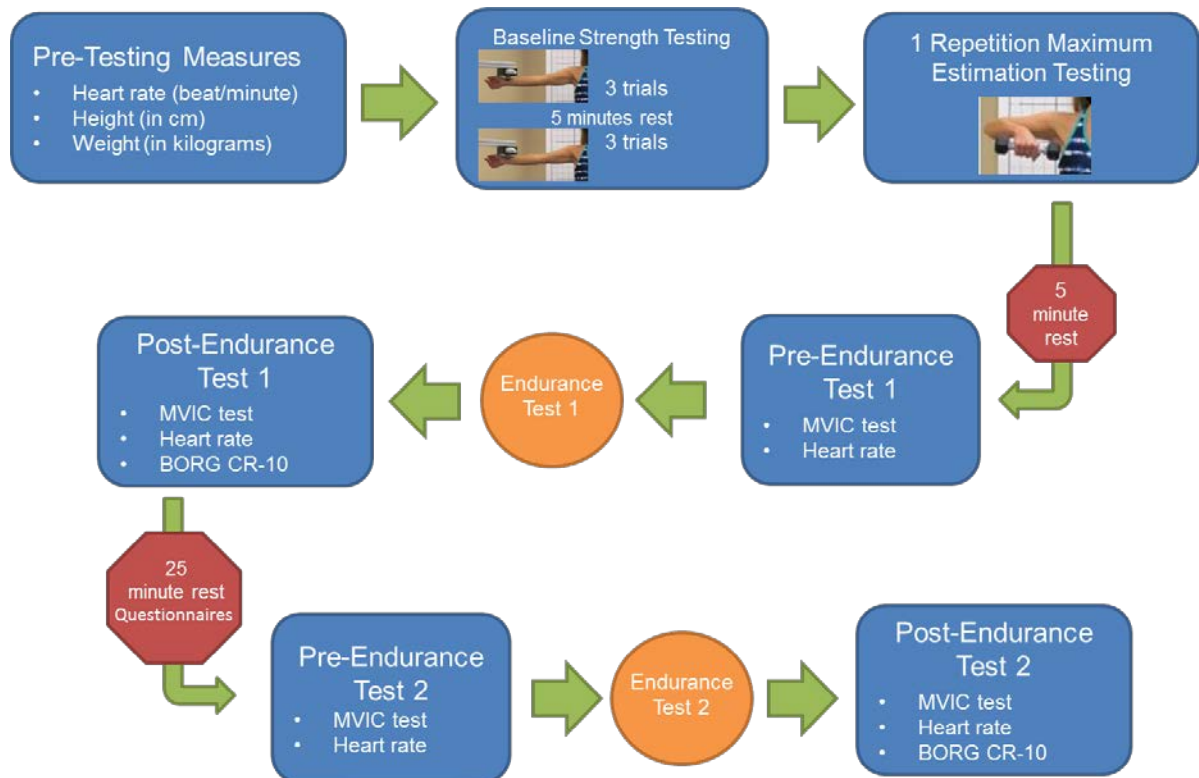 Pre-Testing Measures
• Heart rate (beat/minute)
• Height (in cm)
• Weight (in kilograms)
Baseline Strength Testing
3 trials
5 minutes rest
3 trials
1 Repetition Maximum
Estimation Testing
5
minute
rest
Pre-Endurance
Test 1
• MVIC test
• Heart rate
Endurance
Test 1
Post-Endurance
Test 1
• MVIC test
• Heart rate
• BORG CR-10
25
minute rest
Questionnaires
Pre-Endurance
Test 2
• MVIC test
• Heart rate
Endurance
Test 2
Post-Endurance
Test 2
• MVIC test
• Heart rate
• BORG CR-10